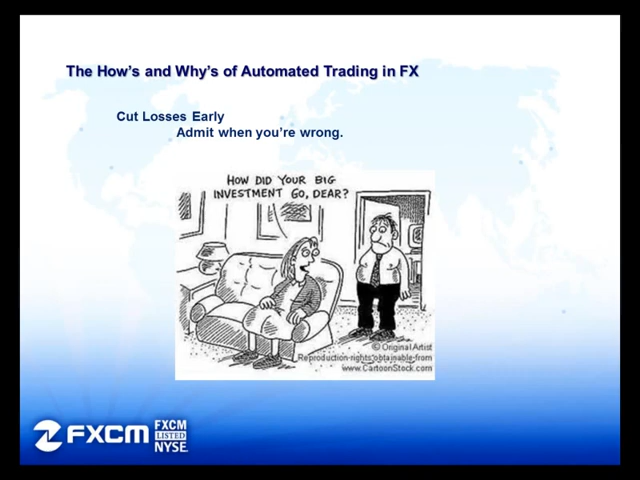 The How's and Why's of Automated Trading in FX
Cut Losses Early
Admit when you're wrong.
HOW DID YOUR BIG
INVESTMENT GO, DEAR?
© Original Artist
Reproduction rights obtainable from
www.CartoonStock.com
FXCM
FXCM
LISTED
NYSE